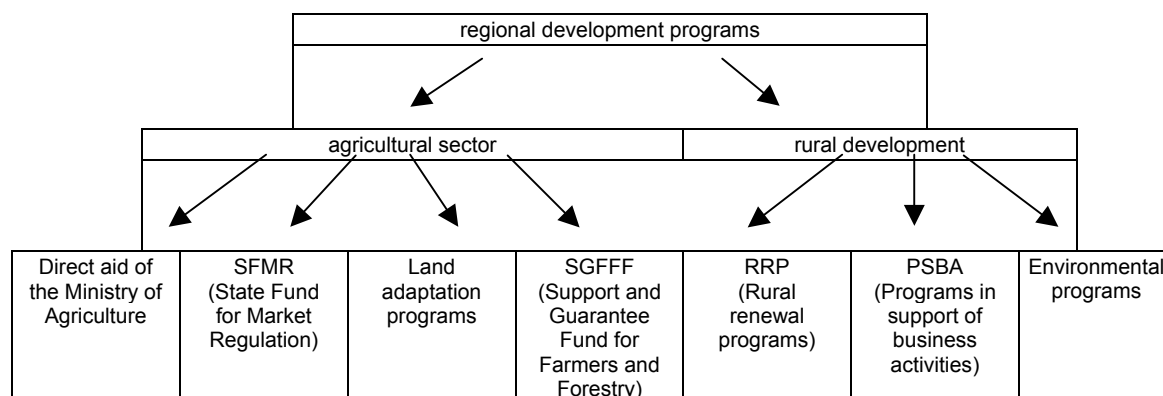 regional development programs
agricultural sector
rural development
Direct aid of
the Ministry of
Agriculture
SFMR
(State Fund
for Market
Regulation)
Land
adaptation
programs
SGFFF
(Support and
Guarantee
Fund for
Farmers and
Forestry)
RRP
(Rural
renewal
programs)
PSBA
(Programs in
support of
business
activities)
Environmental
programs